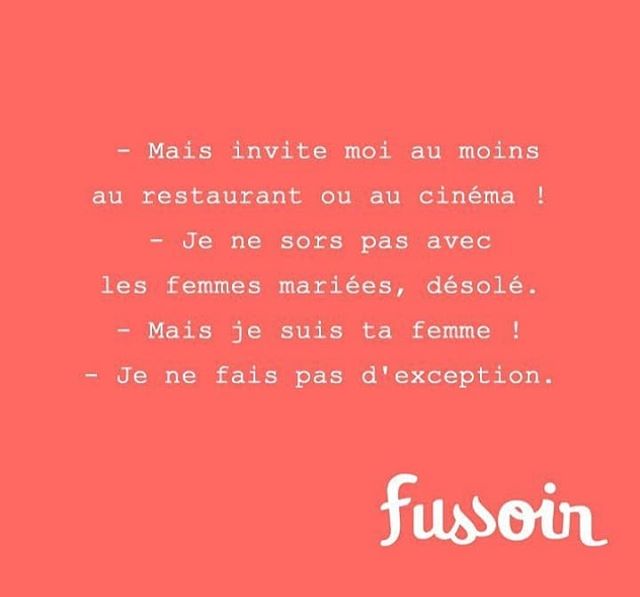 - Mais invite moi au moins
au restaurant ou au cinéma !
- Je ne sors pas avec
les femmes mariées, désolé.
- Mais je suis ta femme !
- Je ne fais pas d'exception.
fussoir